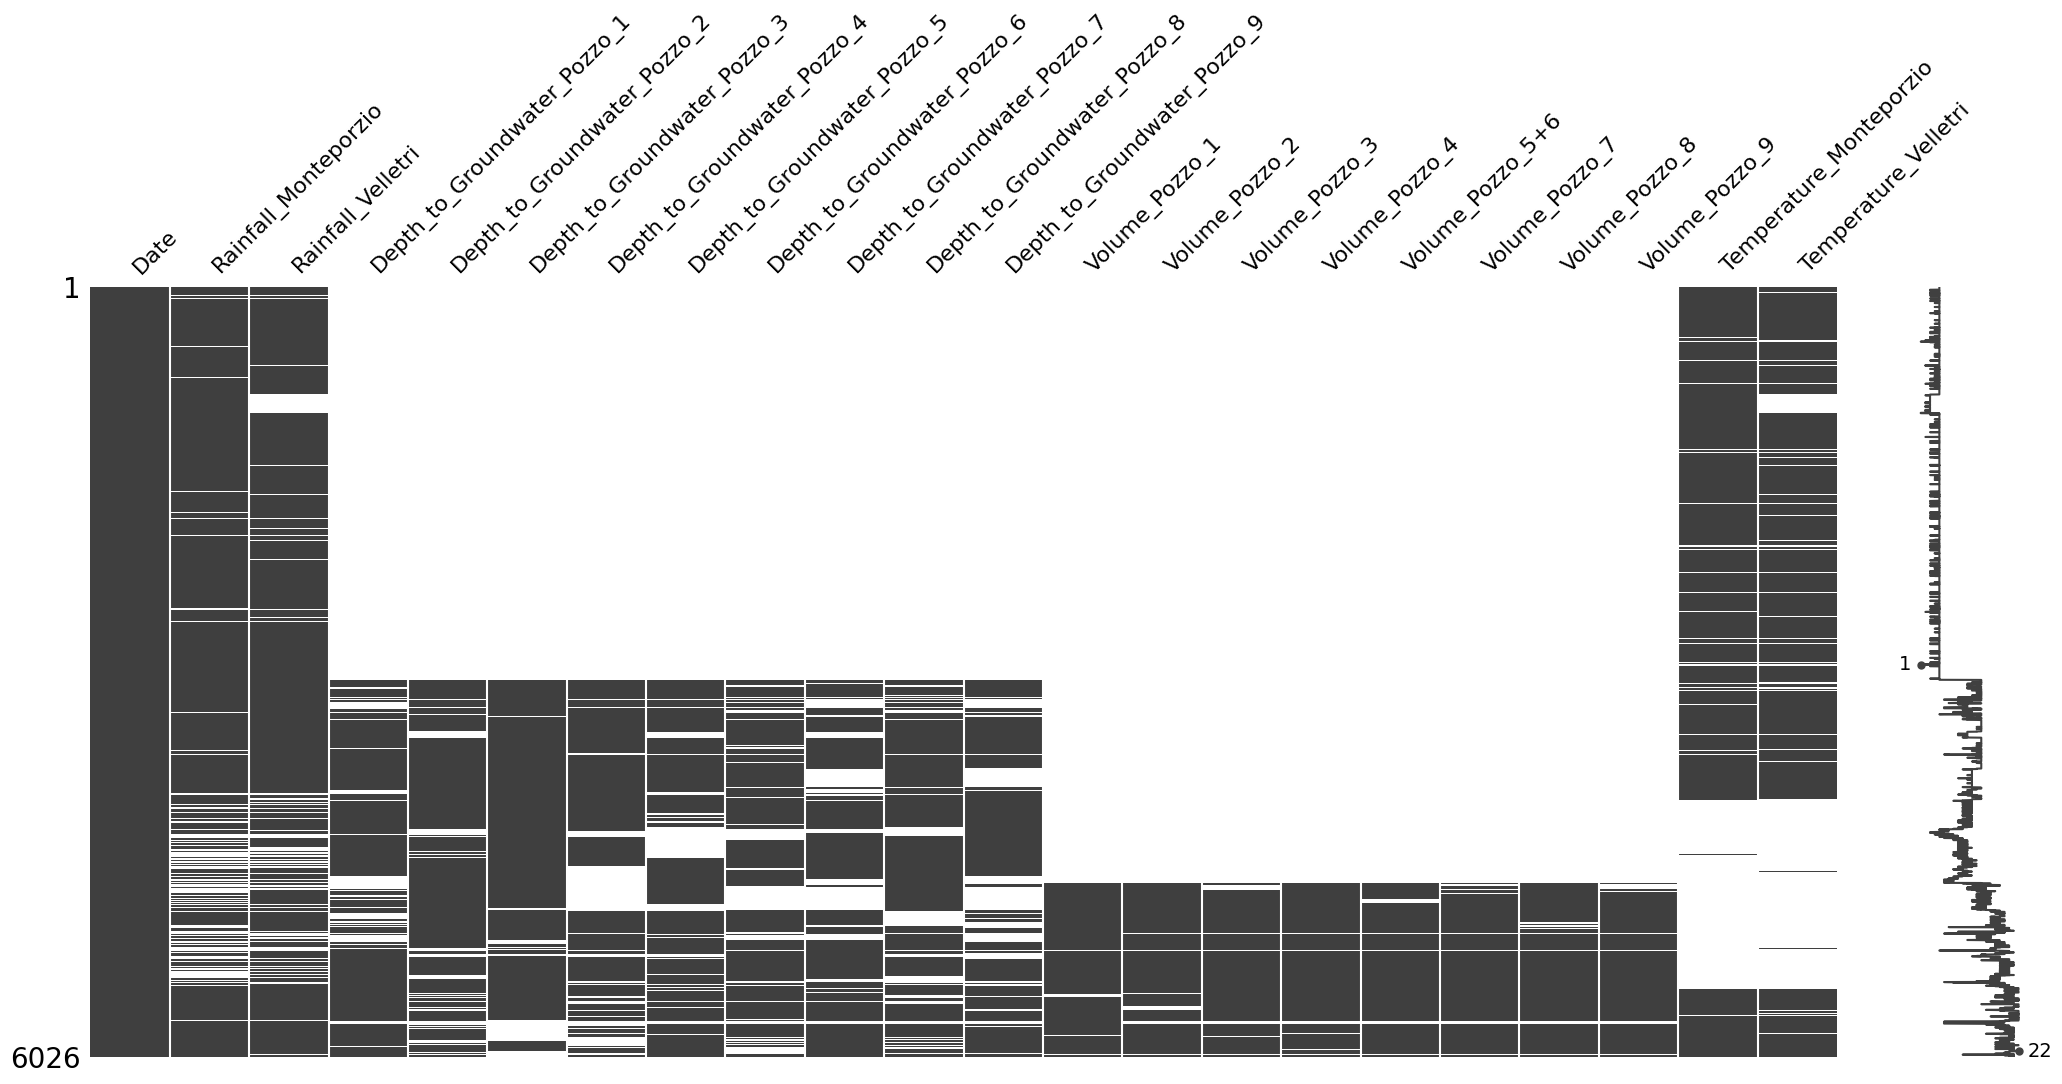 Date
Rainfall_Monteporzio
Rainfall_Velletri
Depth_to_Groundwater_Pozzo_1
Depth_to_Groundwater_Pozzo_2
Depth_to_Groundwater_Pozzo_3
Depth_to_Groundwater_Pozzo_4
Depth_to_Groundwater_Pozzo_5
Depth_to_Groundwater_Pozzo_6
Depth_to_Groundwater_Pozzo_7
Depth_to_Groundwater_Pozzo_8
Depth_to_Groundwater_Pozzo_9
Volume_Pozzo_1
Volume_Pozzo_2
Volume_Pozzo_3
Volume_Pozzo_4
Volume_Pozzo_5+6
Volume_Pozzo_7
Volume_Pozzo_8
Volume_Pozzo_9
Temperature_Monteporzio
Temperature_Velletri
1
1
22
6026